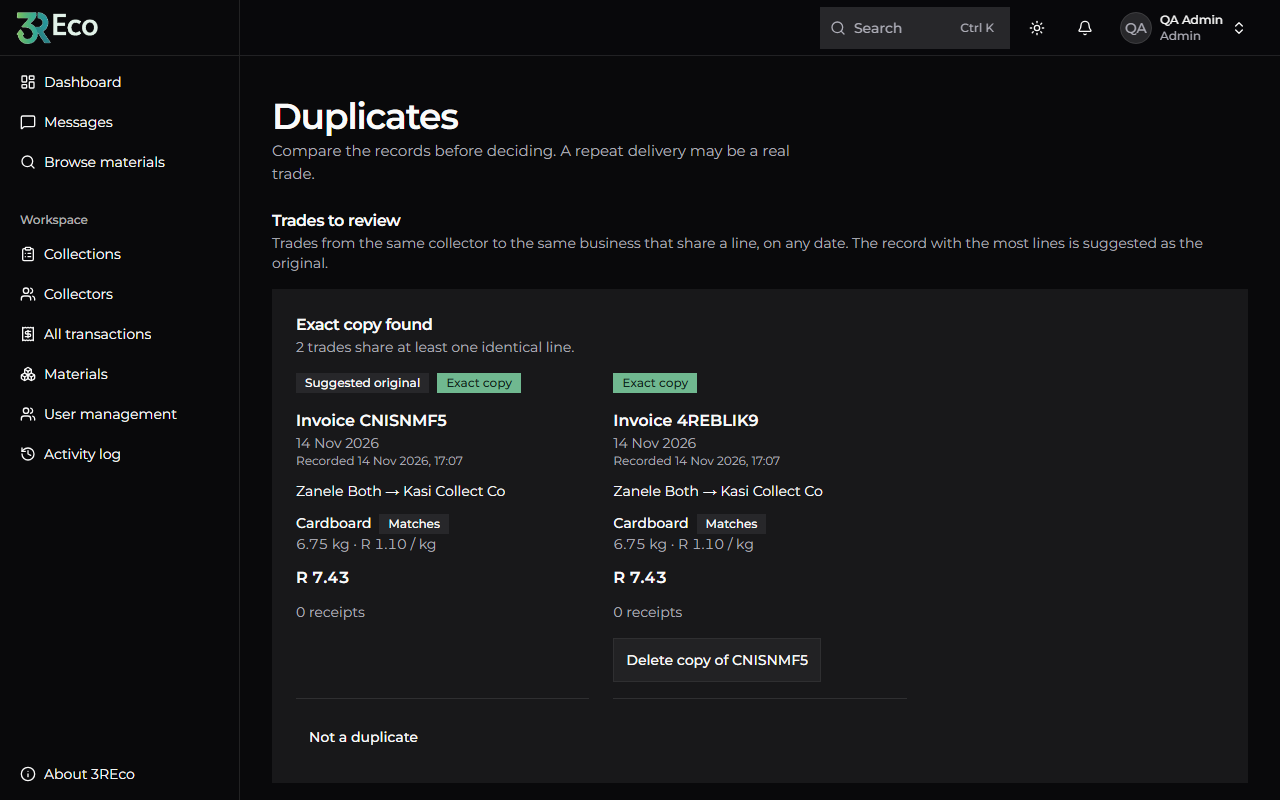 3REco
Search Ctrl K
QA
QA Admin
Admin
Dashboard
Messages
Browse materials
Workspace
Collections
Collectors
All transactions
Materials
User management
Activity log
About 3REco
Duplicates
Compare the records before deciding. A repeat delivery may be a real
trade.
Trades to review
Trades from the same collector to the same business that share a line, on any date. The record with the most lines is suggested as the
original.
Exact copy found
2 trades share at least one identical line.
Suggested original Exact copy
Invoice CNISNMF5
14 Nov 2026
Recorded 14 Nov 2026, 17:07
Zanele Both → Kasi Collect Co
Cardboard Matches
6.75 kg · R 1.10 / kg
R 7.43
0 receipts
Exact copy
Invoice 4REBLIK9
14 Nov 2026
Recorded 14 Nov 2026, 17:07
Zanele Both → Kasi Collect Co
Cardboard Matches
6.75 kg · R 1.10 / kg
R 7.43
0 receipts
Delete copy of CNISNMF5
Not a duplicate